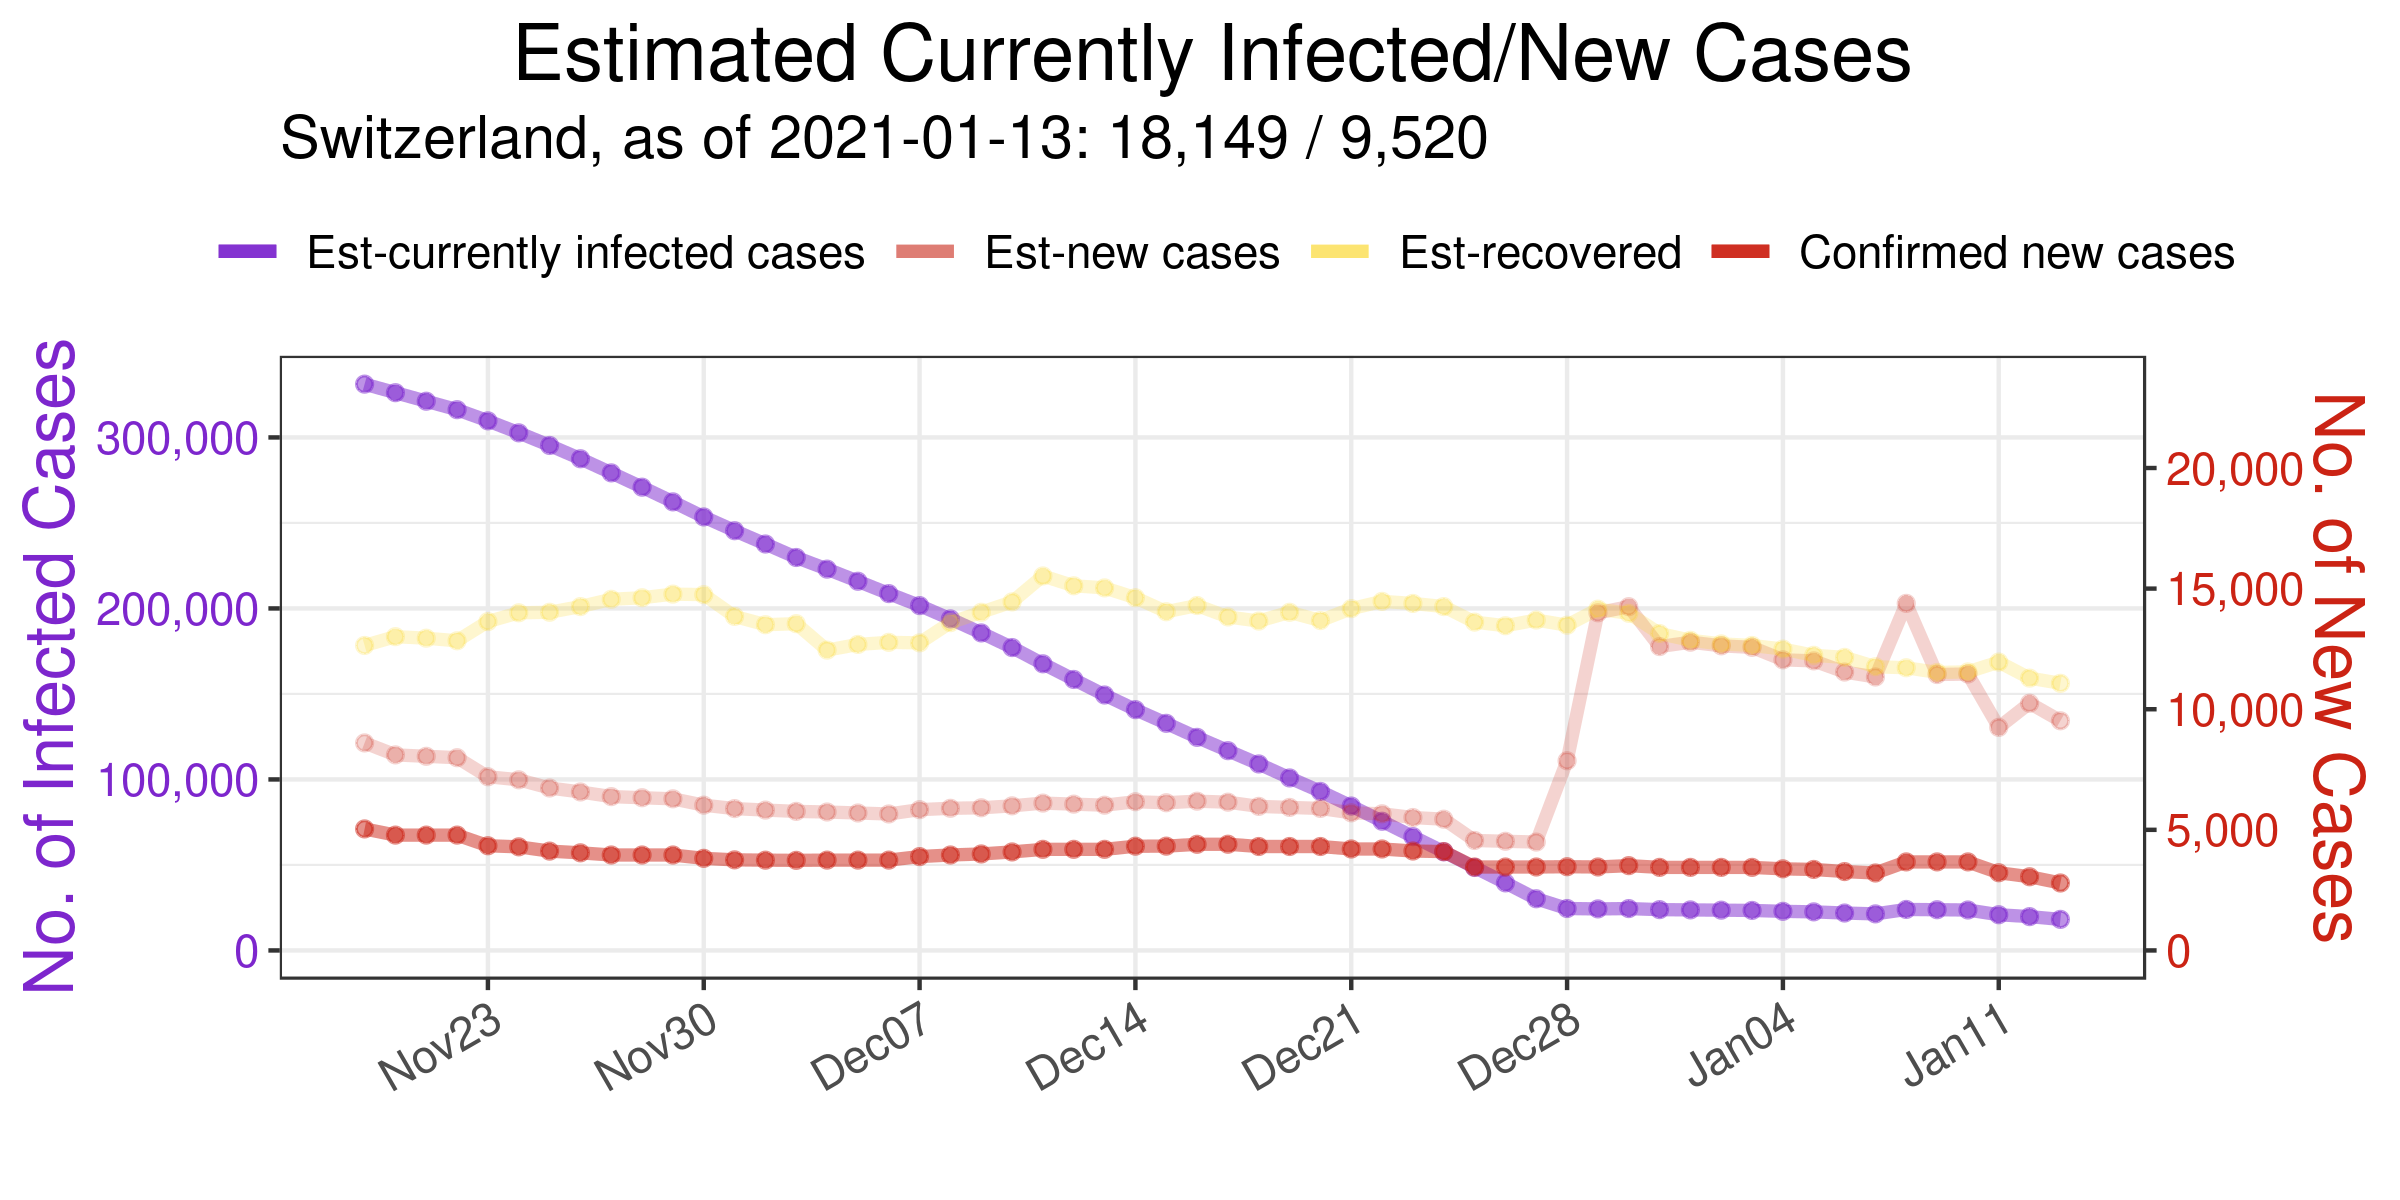 Estimated Currently Infected/New Cases
Switzerland, as of 2021-01-13: 18,149 / 9,520
Est-currently infected cases Est-new cases Est-recovered Confirmed new cases
No. of Infected Cases
300,000
200,000
100,000
0
20,000
15,000
10,000
5,000
0
No. of New Cases
Nov23 Nov30 Dec07 Dec14 Dec21 Dec28 Jan04 Jan11